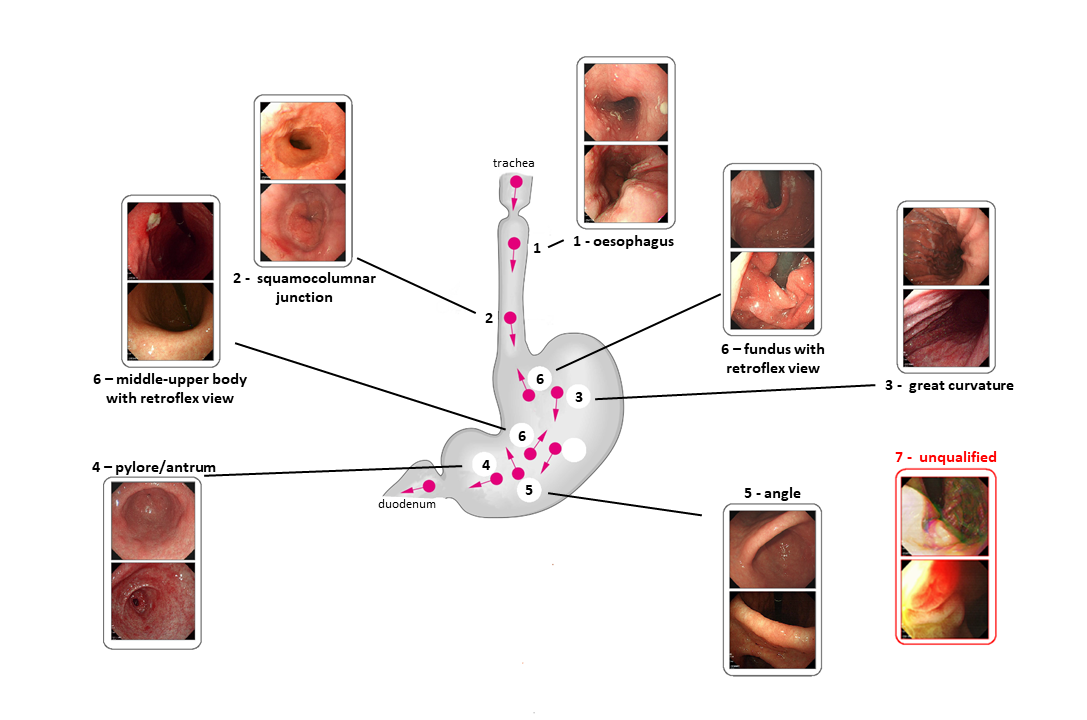 trachea
1
1 - oesophagus
2 - squamocolumnar
junction
2
6 – middle-upper body
with retroflex view
6 – fundus with
retroflex view
6
3
3 - great curvature
6
4 – pylore/antrum
4
5
duodenum
5 - angle
7 - unqualified